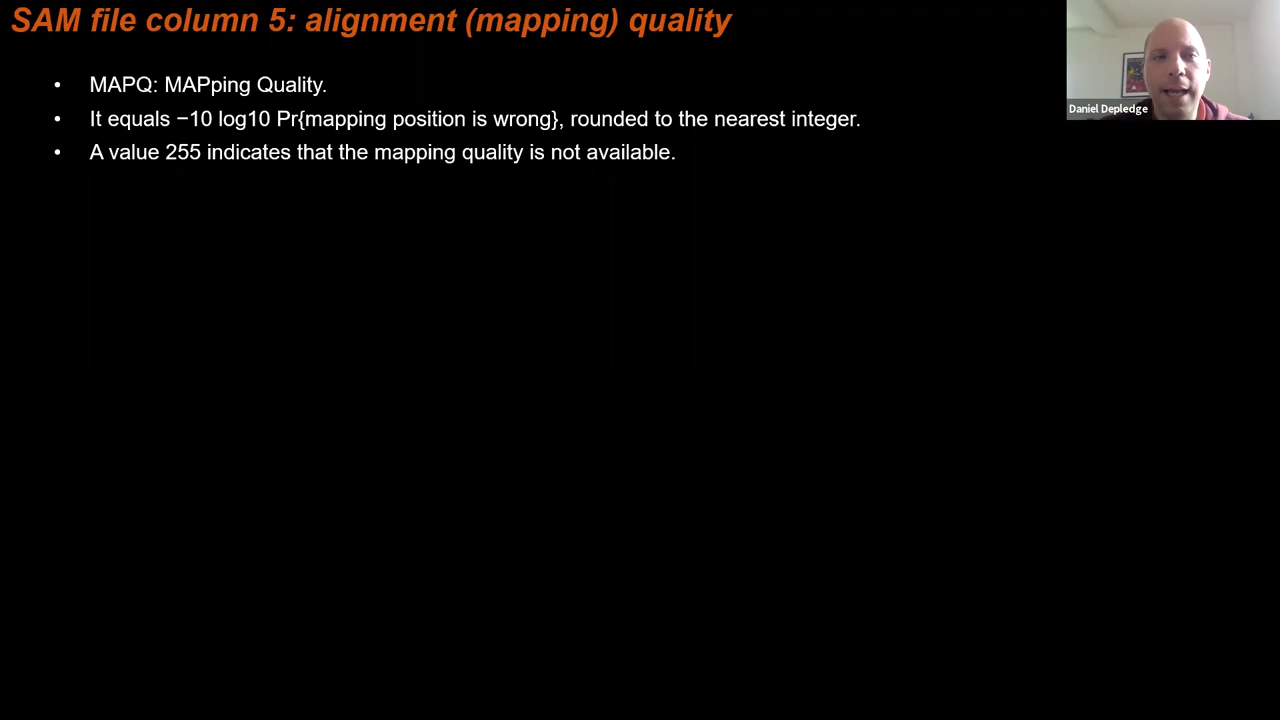 SAM file column 5: alignment (mapping) quality
• MAPQ: MAPping Quality.
• It equals −10 log10 Pr{mapping position is wrong}, rounded to the nearest integer.
• A value 255 indicates that the mapping quality is not available.
Daniel Depledge